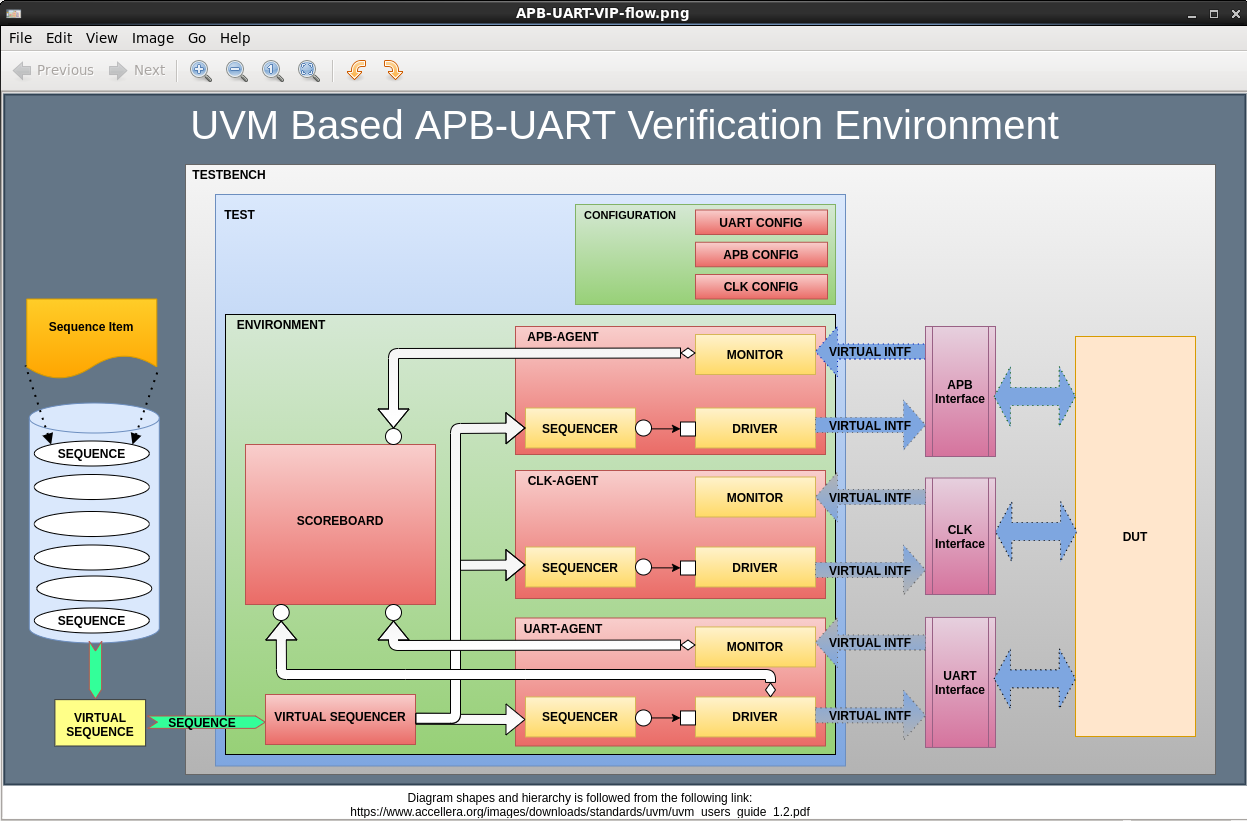 APB-UART-VIP-flow.png
File Edit View Image Go Help
Previous Next
UVM Based APB-UART Verification Environment
TESTBENCH
TEST
CONFIGURATION
UART CONFIG
APB CONFIG
CLK CONFIG
Sequence Item
SEQUENCE
SEQUENCE
VIRTUAL
SEQUENCE
SEQUENCE
ENVIRONMENT
SCOREBOARD
VIRTUAL SEQUENCER
APB-AGENT
MONITOR
SEQUENCER
DRIVER
CLK-AGENT
MONITOR
SEQUENCER
DRIVER
UART-AGENT
MONITOR
SEQUENCER
DRIVER
VIRTUAL INTF
VIRTUAL INTF
VIRTUAL INTF
VIRTUAL INTF
VIRTUAL INTF
VIRTUAL INTF
APB
Interface
CLK
Interface
UART
Interface
DUT
Diagram shapes and hierarchy is followed from the following link:
https://www.accellera.org/images/downloads/standards/uvm/uvm_users_guide_1.2.pdf